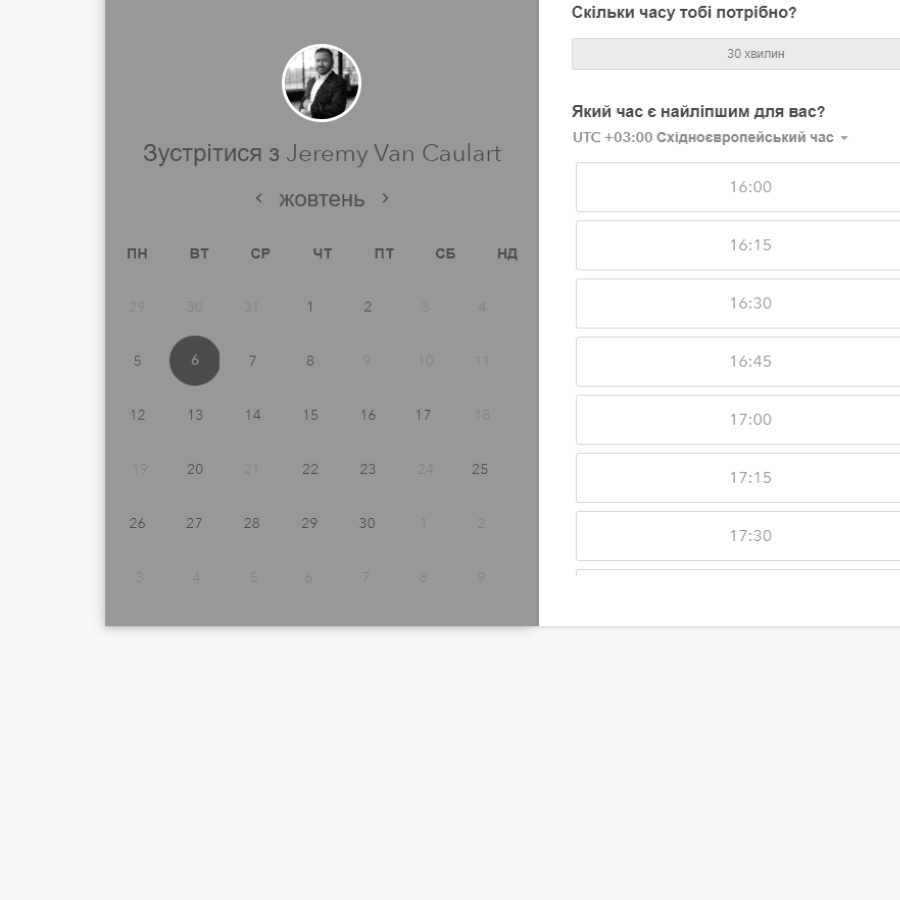 Зустрітися з Jeremy Van Caulart
жовтень
ПН ВТ СР ЧТ ПТ СБ НД
29 30 31 1 2 3 4
5 6 7 8 9 10 11
12 13 14 15 16 17 18
19 20 21 22 23 24 25
26 27 28 29 30 1 2
3 4 5 6 7 8 9
Скільки часу тобі потрібно?
30 хвилин
Який час є найліпшим для вас?
UTC +03:00 Східноєвропейський час
16:00
16:15
16:30
16:45
17:00
17:15
17:30